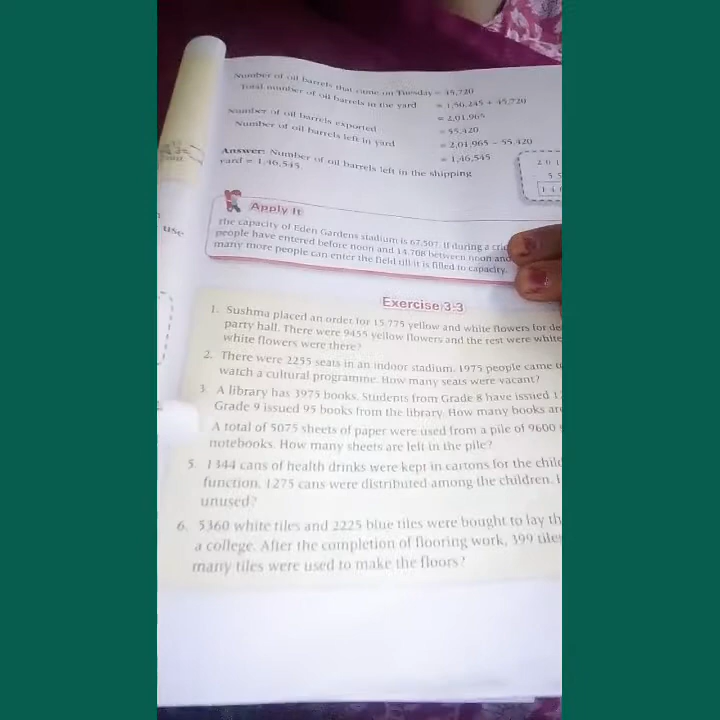 Number of oil barrels that come on Tuesday = 45,720
Total number of oil barrels in the yard = 1,56,245 + 45,720
= 2,01,965
Number of oil barrels exported = 55,420
Number of oil barrels left in yard = 2,01,965 – 55,420
= 1,46,545
Answer: Number of oil barrels left in the shipping
yard = 1,46,545.
Apply It
The capacity of Eden Gardens stadium is 67,507. If during a
people have entered before noon and 14,768 between noon and
many more people can enter the field till it is filled to capacity.
Exercise 3.3
1. Sushma placed an order for 15,775 yellow and white flowers for
party hall. There were 9455 yellow flowers and the rest were white
white flowers were there?
2. There were 2255 seats in an indoor stadium. 1975 people came
watch a cultural programme. How many seats were vacant?
3. A library has 3975 books. Students from Grade 8 have issued
Grade 9 issued 95 books from the library. How many books
A total of 5075 sheets of paper were used from a pile of 9600
notebooks. How many sheets are left in the pile?
5. 1344 cans of health drinks were kept in cartons for the
function. 1275 cans were distributed among the children.
unused?
6. 5360 white tiles and 2225 blue tiles were bought to lay
a college. After the completion of flooring work, 399 tiles
many tiles were used to make the floors?
use